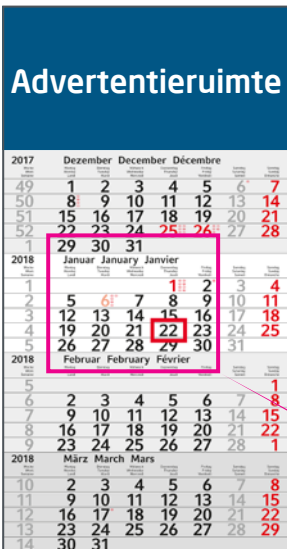 Advertentieruimte
2017 Dezember December Décembre
49 1 2 3 4 5 6 7
50 8 9 10 11 12 13 14
51 15 16 17 18 19 20 21
52 22 23 24 25 26 27 28
1 29 30 31
2018 Januar January Janvier
1 1 2 3 4
2 5 6 7 8 9 10 11
3 12 13 14 15 16 17 18
4 19 20 21 22 23 24 25
5 26 27 28 29 30 31
2018 Februar February Février
5 1
6 2 3 4 5 6 7 8
7 9 10 11 12 13 14 15
8 16 17 18 19 20 21 22
9 23 24 25 26 27 28 1
2018 März March Mars
10 2 3 4 5 6 7 8
11 9 10 11 12 13 14 15
12 16 17 18 19 20 21 22
13 23 24 25 26 27 28 29
14 30 31